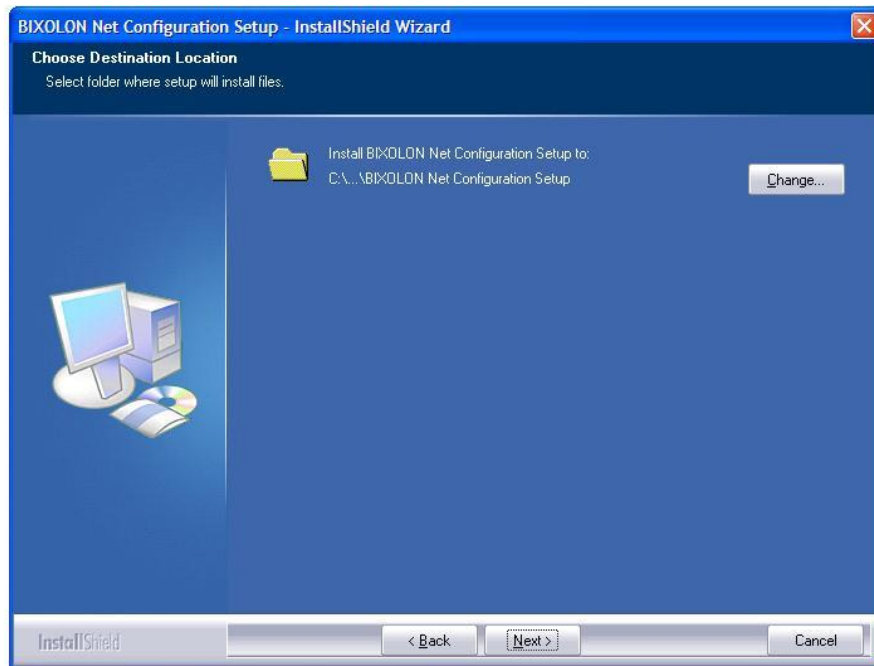 BIXOLON Net Configuration Setup - InstallShield Wizard
Choose Destination Location
Select folder where setup will install files.
Install BIXOLON Net Configuration Setup to:
C:\...\BIXOLON Net Configuration Setup
Change...
InstallShield
< Back
Next >
Cancel